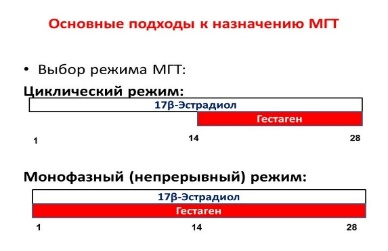 Основные подходы к назначению МГТ
• Выбор режима МГТ:
Циклический режим:
17β-Эстрадиол
Гестаген
1 14 28
Монофазный (непрерывный) режим:
17β-Эстрадиол
Гестаген
1 14 28